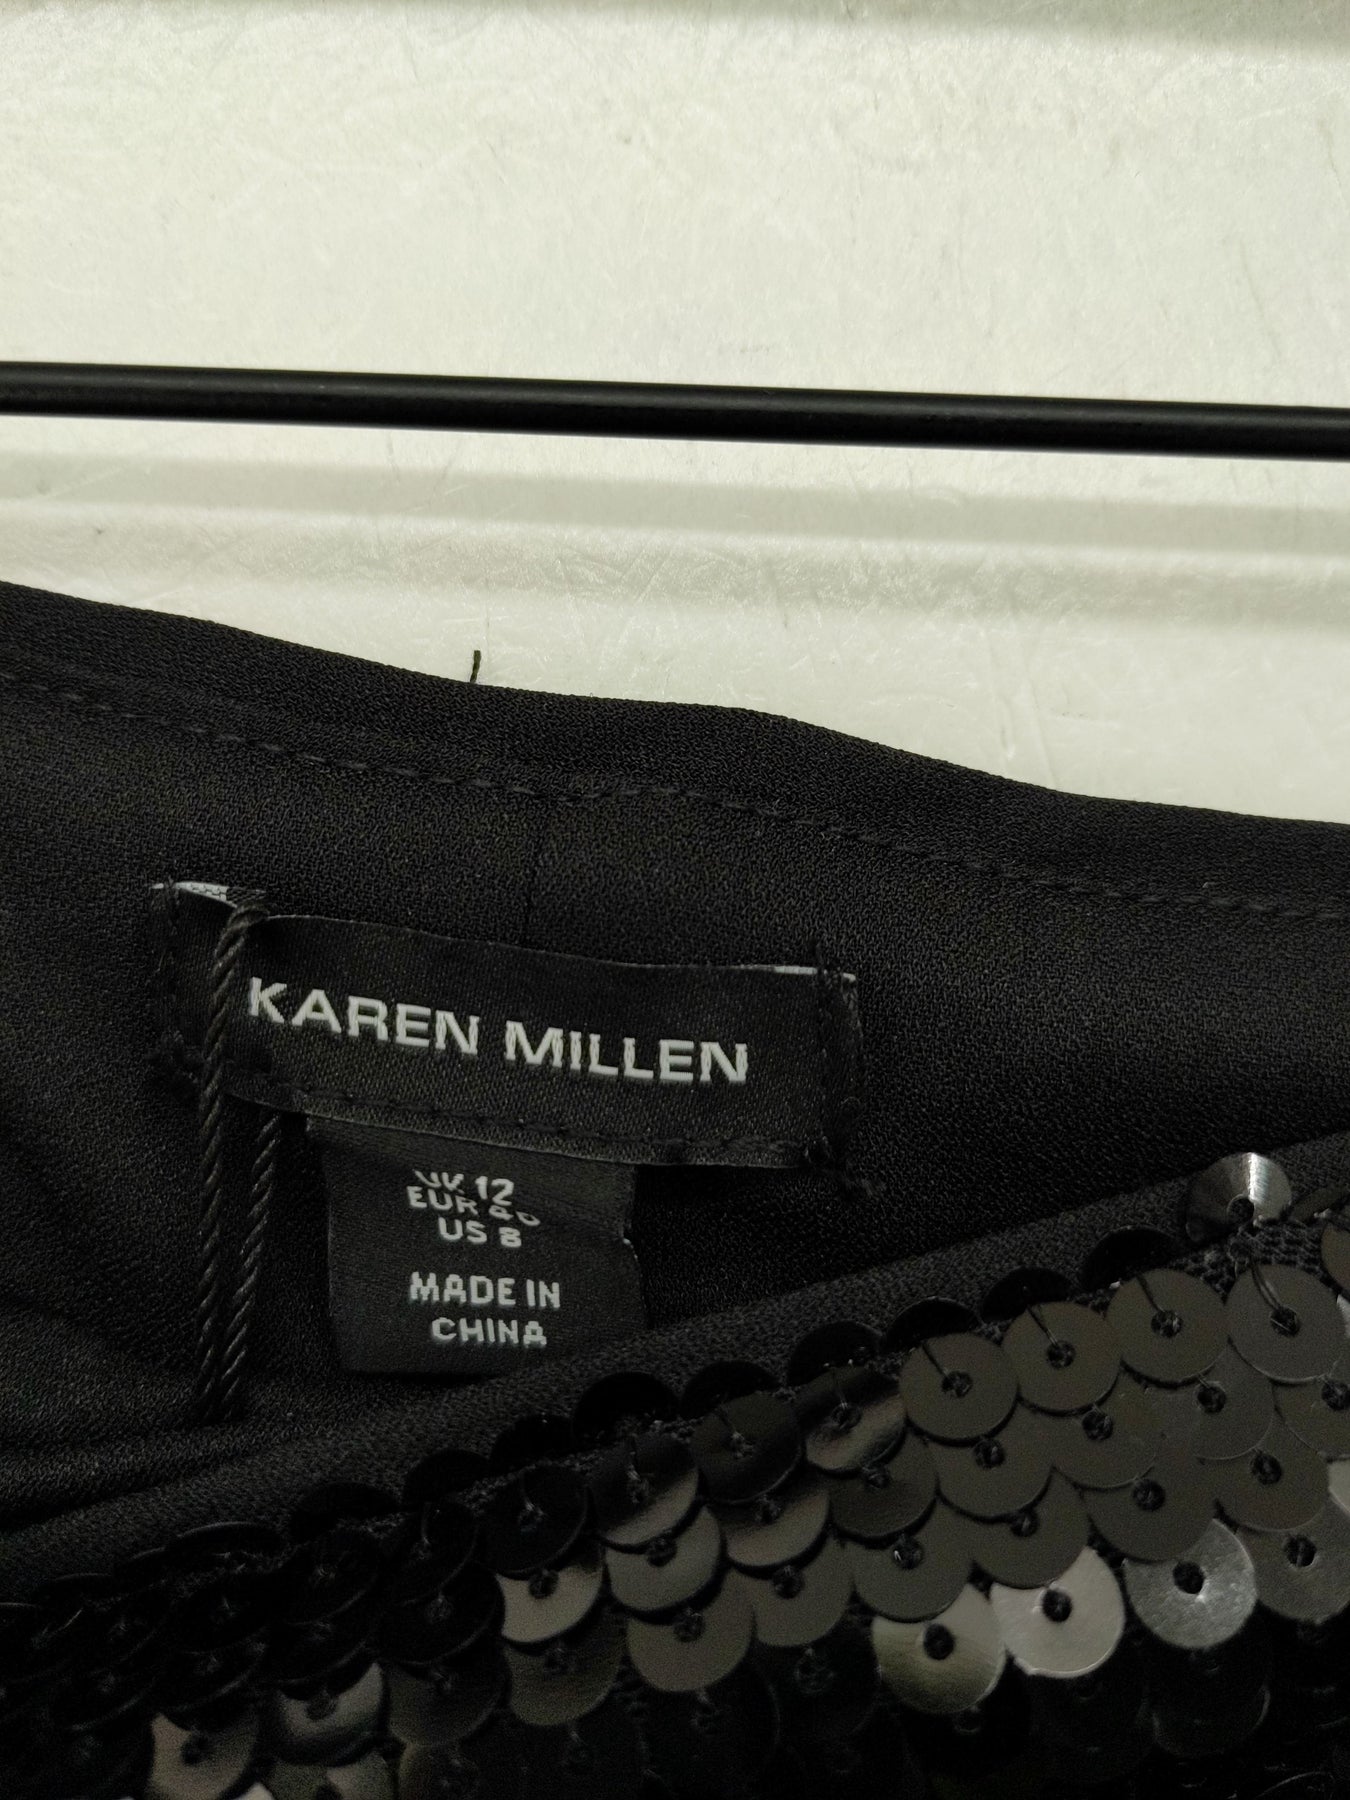 KAREN MILLEN
UK 12
EUR 40
US 8
MADE IN
CHINA